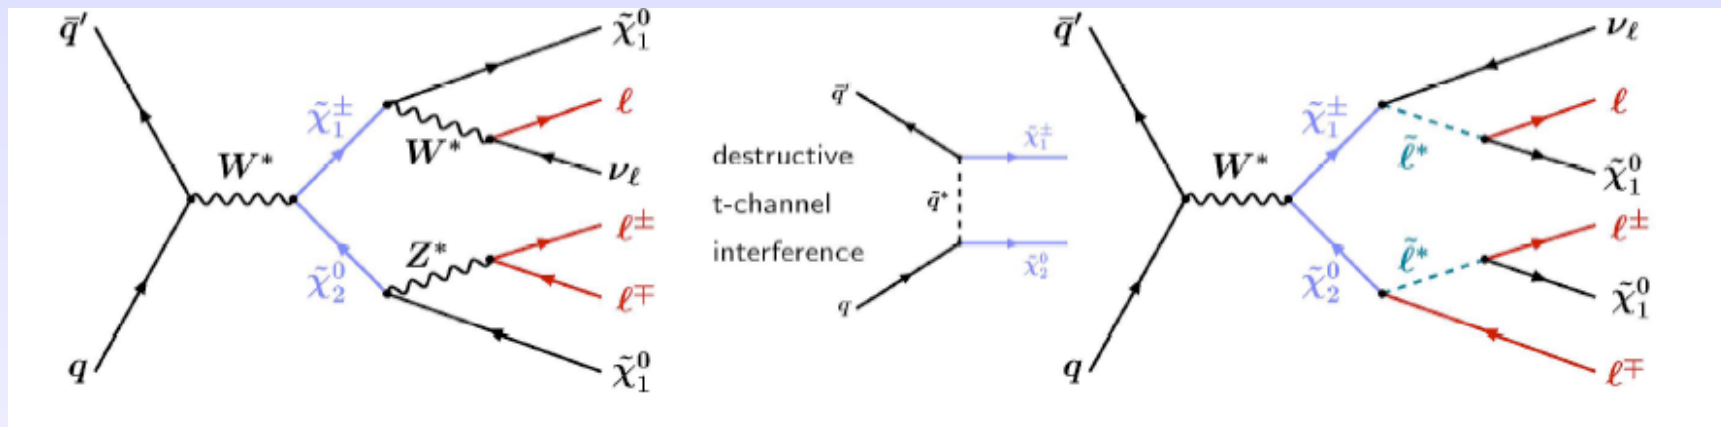 q̄′
χ̃₁⁰
ℓ
χ̃₁±
W*
W*
νℓ
ℓ±
Z*
χ̃₂⁰
ℓ∓
q
χ̃₁⁰
q̄′
destructive
χ̃₁±
t-channel
q̃*
interference
χ̃₂⁰
q
q̄′
νℓ
ℓ
χ̃₁±
ℓ̃*
W*
χ̃₁⁰
ℓ±
ℓ̃*
χ̃₂⁰
χ̃₁⁰
q
ℓ∓